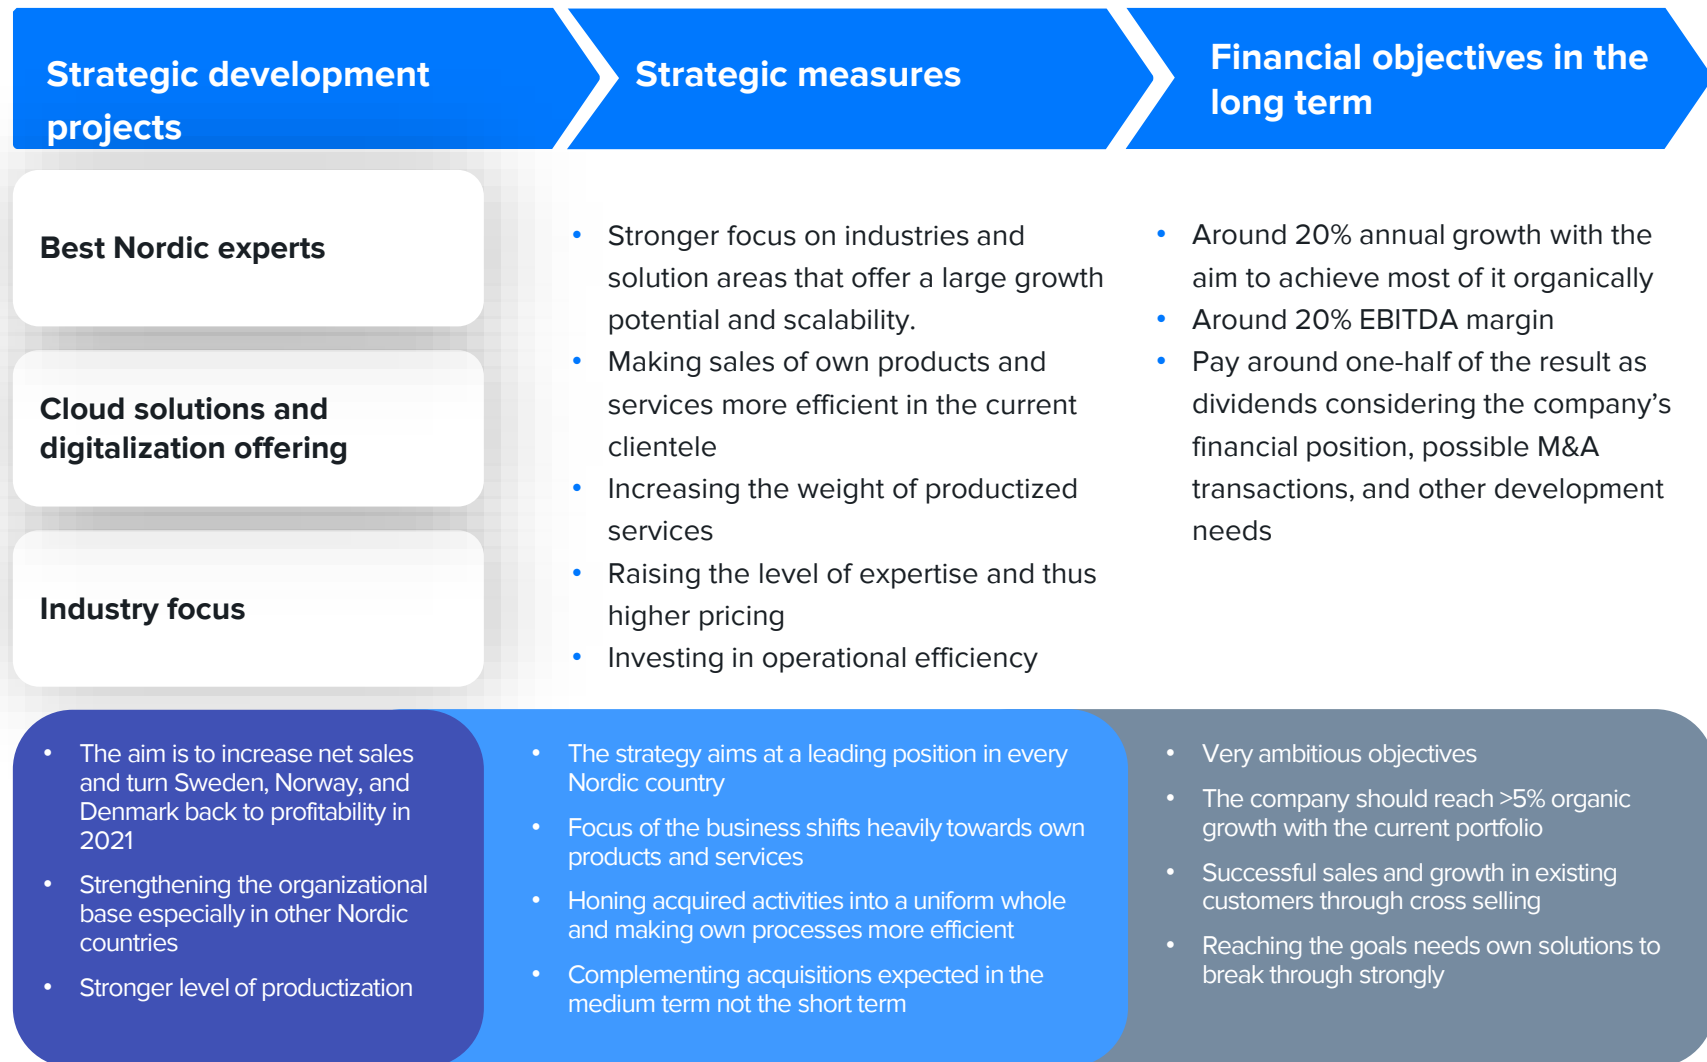 Strategic development
projects
Strategic measures
Financial objectives in the
long term
Best Nordic experts
Cloud solutions and
digitalization offering
Industry focus
• Stronger focus on industries and
solution areas that offer a large growth
potential and scalability.
• Making sales of own products and
services more efficient in the current
clientele
• Increasing the weight of productized
services
• Raising the level of expertise and thus
higher pricing
• Investing in operational efficiency
• Around 20% annual growth with the
aim to achieve most of it organically
• Around 20% EBITDA margin
• Pay around one-half of the result as
dividends considering the company’s
financial position, possible M&A
transactions, and other development
needs
• The aim is to increase net sales
and turn Sweden, Norway, and
Denmark back to profitability in
2021
• Strengthening the organizational
base especially in other Nordic
countries
• Stronger level of productization
• The strategy aims at a leading position in every
Nordic country
• Focus of the business shifts heavily towards own
products and services
• Honing acquired activities into a uniform whole
and making own processes more efficient
• Complementing acquisitions expected in the
medium term not the short term
• Very ambitious objectives
• The company should reach >5% organic
growth with the current portfolio
• Successful sales and growth in existing
customers through cross selling
• Reaching the goals needs own solutions to
break through strongly